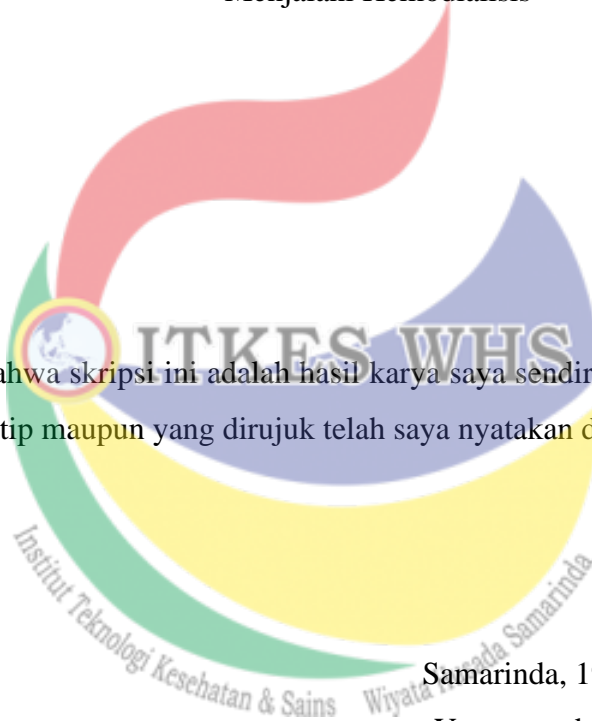 Menjalani Hemodialisis
ITKES WHS
ahwa skripsi ini adalah hasil karya saya sendir
tip maupun yang dirujuk telah saya nyatakan d
Institut Teknologi Kesehatan & Sains Wiyata Husada Samarinda
Samarinda, 1